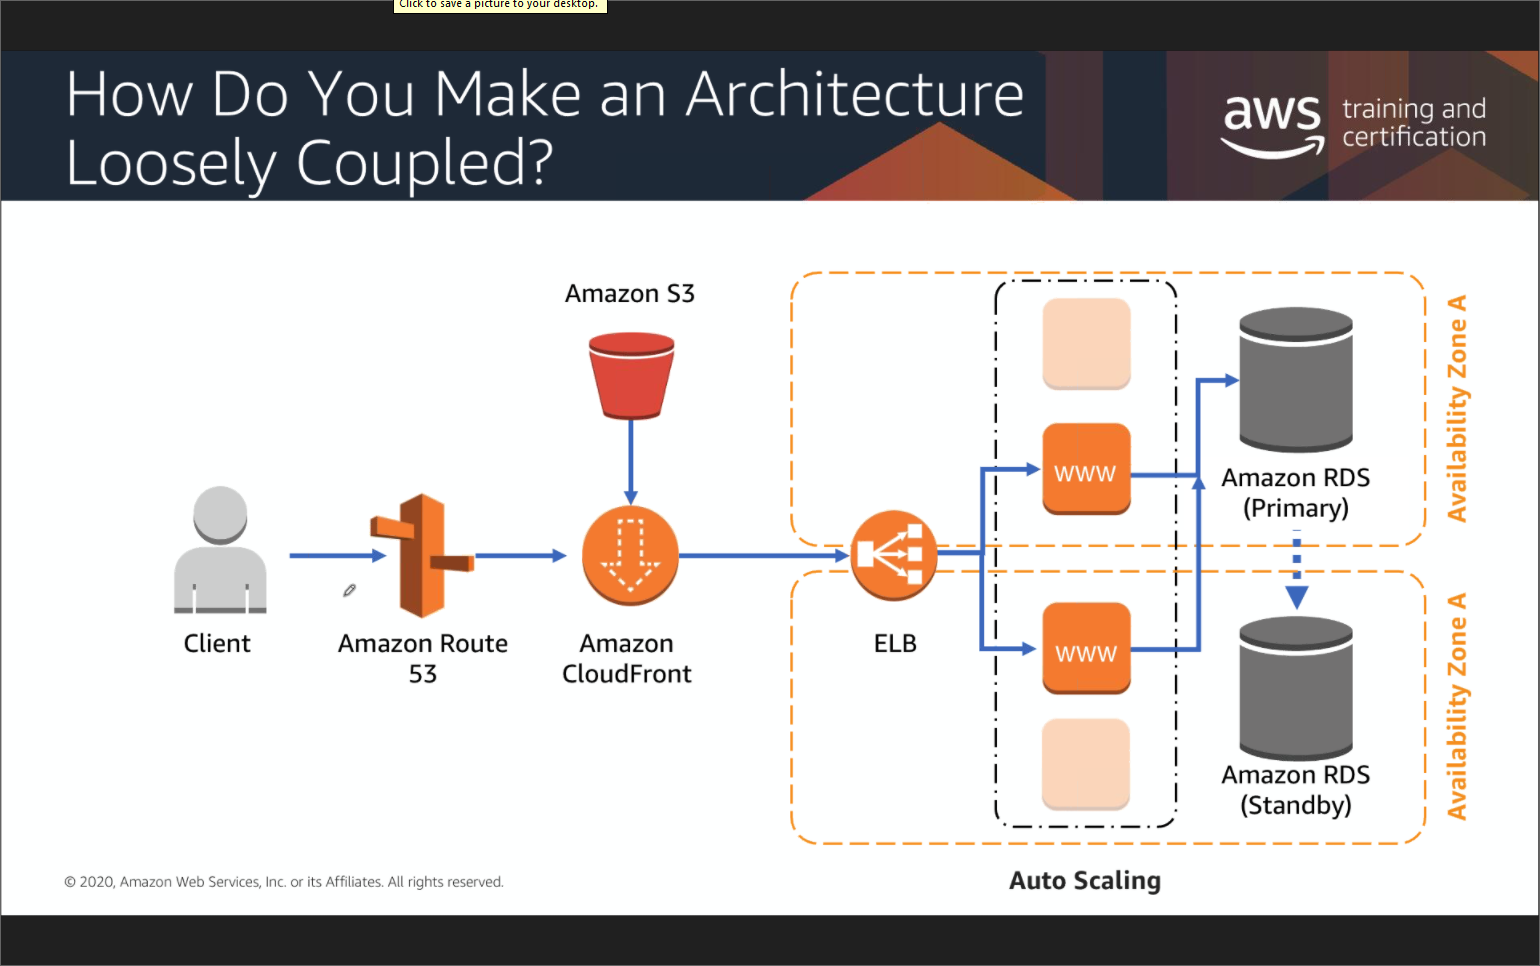 Click to save a picture to your desktop.
How Do You Make an Architecture
Loosely Coupled?
aws
training and
certification
Amazon S3
Client
Amazon Route
53
Amazon
CloudFront
ELB
www
www
Amazon RDS
(Primary)
Amazon RDS
(Standby)
Availability Zone A
Availability Zone A
Auto Scaling
© 2020, Amazon Web Services, Inc. or its Affiliates. All rights reserved.